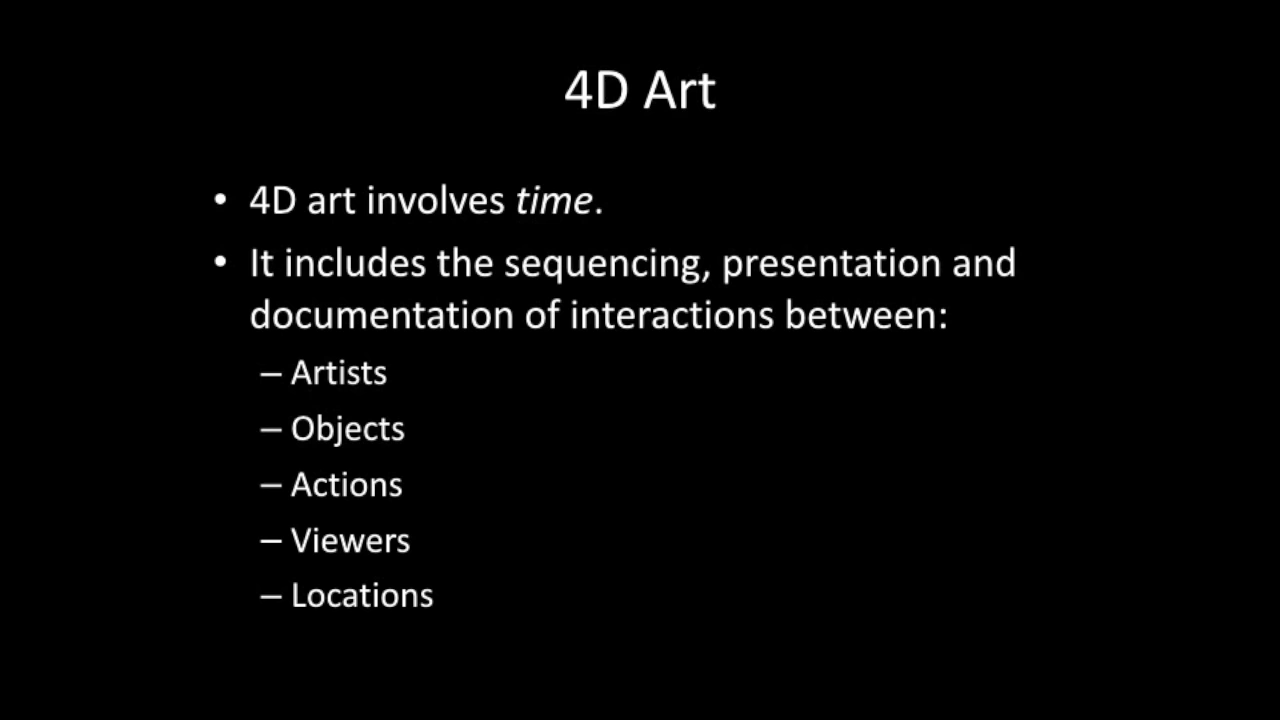 4D Art
• 4D art involves time.
• It includes the sequencing, presentation and
documentation of interactions between:
– Artists
– Objects
– Actions
– Viewers
– Locations